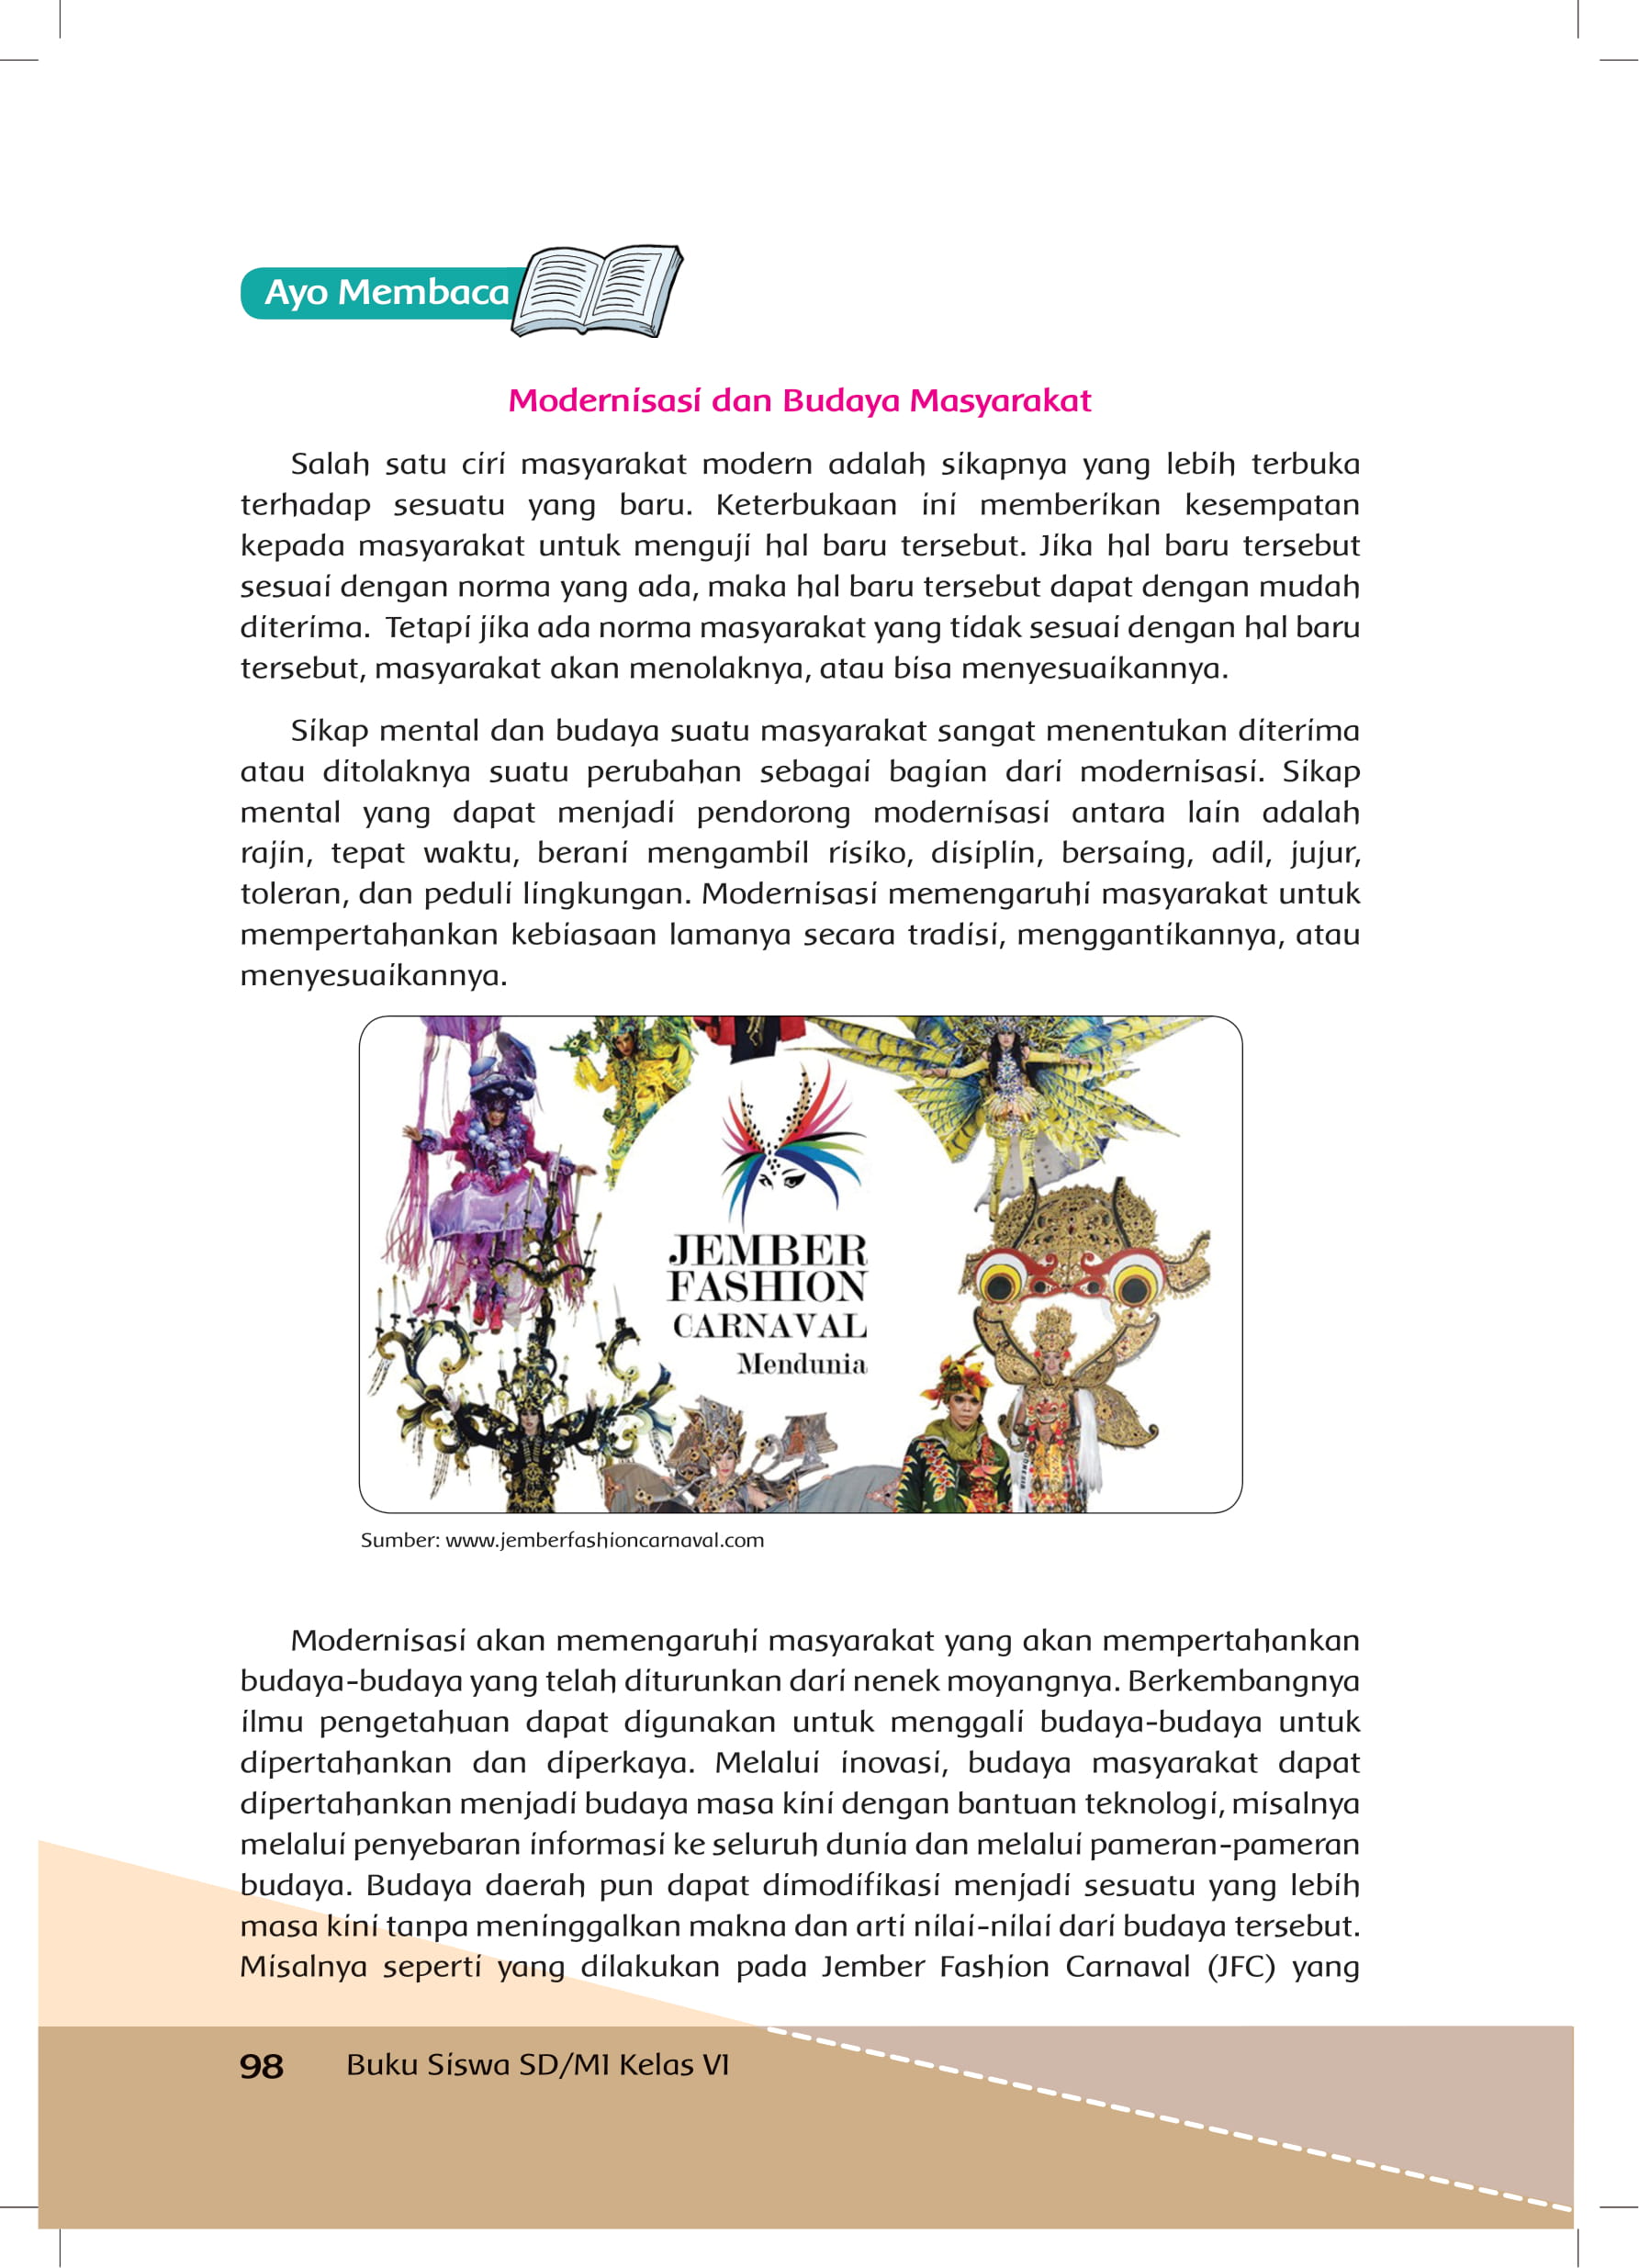 Ayo Membaca
Modernisasi dan Budaya Masyarakat
Salah satu ciri masyarakat modern adalah sikapnya yang lebih terbuka
terhadap sesuatu yang baru. Keterbukaan ini memberikan kesempatan
kepada masyarakat untuk menguji hal baru tersebut. Jika hal baru tersebut
sesuai dengan norma yang ada, maka hal baru tersebut dapat dengan mudah
diterima. Tetapi jika ada norma masyarakat yang tidak sesuai dengan hal baru
tersebut, masyarakat akan menolaknya, atau bisa menyesuaikannya.
Sikap mental dan budaya suatu masyarakat sangat menentukan diterima
atau ditolaknya suatu perubahan sebagai bagian dari modernisasi. Sikap
mental yang dapat menjadi pendorong modernisasi antara lain adalah
rajin, tepat waktu, berani mengambil risiko, disiplin, bersaing, adil, jujur,
toleran, dan peduli lingkungan. Modernisasi memengaruhi masyarakat untuk
mempertahankan kebiasaan lamanya secara tradisi, menggantikannya, atau
menyesuaikannya.
JEMBER
FASHION
CARNAVAL
Mendunia
Sumber: www.jemberfashioncarnaval.com
Modernisasi akan memengaruhi masyarakat yang akan mempertahankan
budaya-budaya yang telah diturunkan dari nenek moyangnya. Berkembangnya
ilmu pengetahuan dapat digunakan untuk menggali budaya-budaya untuk
dipertahankan dan diperkaya. Melalui inovasi, budaya masyarakat dapat
dipertahankan menjadi budaya masa kini dengan bantuan teknologi, misalnya
melalui penyebaran informasi ke seluruh dunia dan melalui pameran-pameran
budaya. Budaya daerah pun dapat dimodifikasi menjadi sesuatu yang lebih
masa kini tanpa meninggalkan makna dan arti nilai-nilai dari budaya tersebut.
Misalnya seperti yang dilakukan pada Jember Fashion Carnaval (JFC) yang
98 Buku Siswa SD/MI Kelas VI